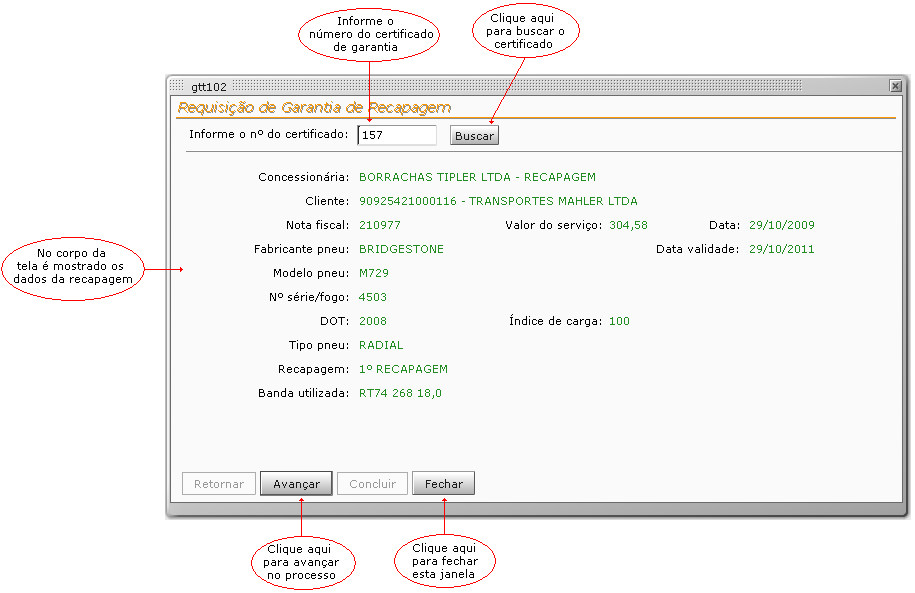 Informe o
número do certificado
de garantia
Clique aqui
para buscar o
certificado
gtt102
Requisição de Garantia de Recapagem
Informe o nº do certificado: 157 Buscar
Concessionária: BORRACHAS TIPLER LTDA - RECAPAGEM
Cliente: 90925421000116 - TRANSPORTES MAHLER LTDA
Nota fiscal: 210977 Valor do serviço: 304,58 Data: 29/10/2009
Fabricante pneu: BRIDGESTONE Data validade: 29/10/2011
No corpo da
tela é mostrado os
dados da recapagem
Modelo pneu: M729
Nº série/fogo: 4503
DOT: 2008 Índice de carga: 100
Tipo pneu: RADIAL
Recapagem: 1º RECAPAGEM
Banda utilizada: RT74 268 18,0
Retornar Avançar Concluir Fechar
Clique aqui
para avançar
no processo
Clique aqui
para fechar
esta janela